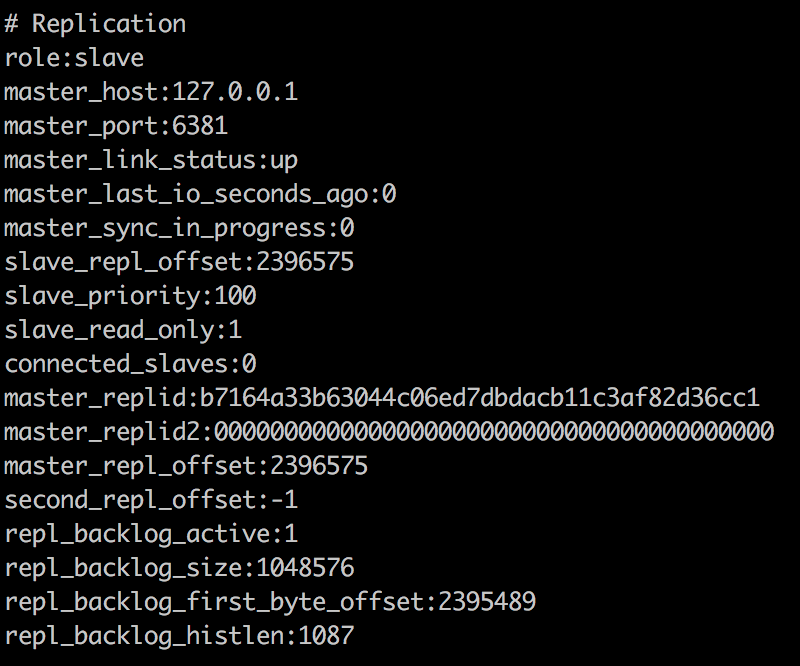 # Replication
role:slave
master_host:127.0.0.1
master_port:6381
master_link_status:up
master_last_io_seconds_ago:0
master_sync_in_progress:0
slave_repl_offset:2396575
slave_priority:100
slave_read_only:1
connected_slaves:0
master_replid:b7164a33b63044c06ed7dbdacb11c3af82d36cc1
master_replid2:0000000000000000000000000000000000000000
master_repl_offset:2396575
second_repl_offset:-1
repl_backlog_active:1
repl_backlog_size:1048576
repl_backlog_first_byte_offset:2395489
repl_backlog_histlen:1087